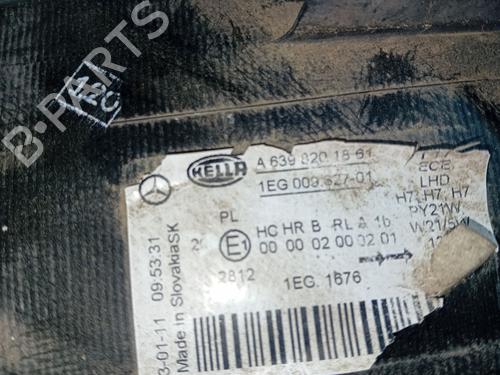 B-PARTS
HELLA
A 639 820 18 61
1EG 009 627-01
ECE
LHD
H7, H7, H7
PY21W
W21/5W
PL
E1
HC HR B RL A 1b
00 00 02 00 02 01
2812
1EG. 1676
09:53:31
Made in SlovakiaSK